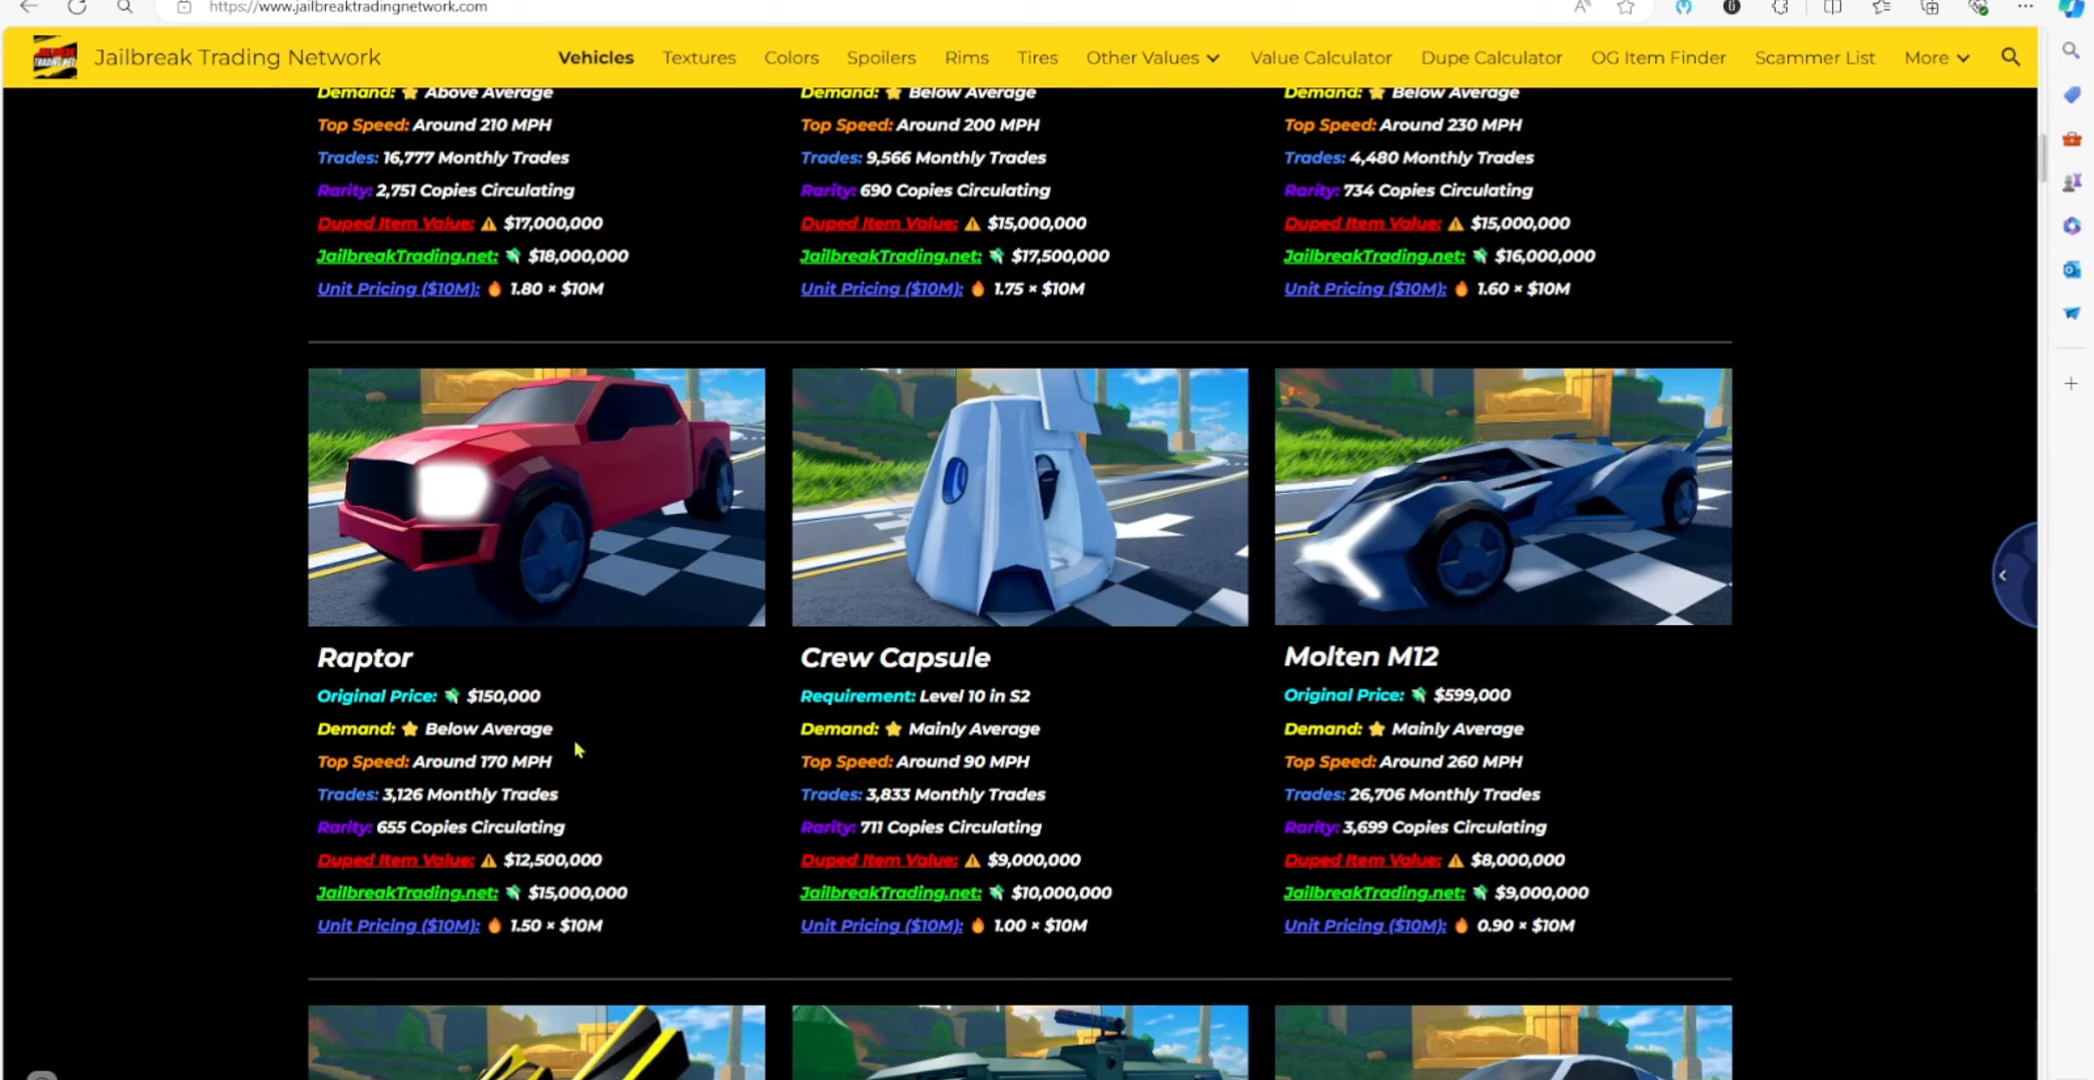 https://www.jailbreaktradingnetwork.com
Jailbreak Trading Network
Vehicles
Textures
Colors
Spoilers
Rims
Tires
Other Values
Value Calculator
Dupe Calculator
OG Item Finder
Scammer List
More
Demand: Above Average
Top Speed: Around 210 MPH
Trades: 16,777 Monthly Trades
Rarity: 2,751 Copies Circulating
Duped Item Value: $17,000,000
JailbreakTrading.net: $18,000,000
Unit Pricing ($10M): 1.80 × $10M
Demand: Below Average
Top Speed: Around 200 MPH
Trades: 9,566 Monthly Trades
Rarity: 690 Copies Circulating
Duped Item Value: $15,000,000
JailbreakTrading.net: $17,500,000
Unit Pricing ($10M): 1.75 × $10M
Demand: Below Average
Top Speed: Around 230 MPH
Trades: 4,480 Monthly Trades
Rarity: 734 Copies Circulating
Duped Item Value: $15,000,000
JailbreakTrading.net: $16,000,000
Unit Pricing ($10M): 1.60 × $10M
Raptor
Original Price: $150,000
Demand: Below Average
Top Speed: Around 170 MPH
Trades: 3,126 Monthly Trades
Rarity: 655 Copies Circulating
Duped Item Value: $12,500,000
JailbreakTrading.net: $15,000,000
Unit Pricing ($10M): 1.50 × $10M
Crew Capsule
Requirement: Level 10 in S2
Demand: Mainly Average
Top Speed: Around 90 MPH
Trades: 3,833 Monthly Trades
Rarity: 711 Copies Circulating
Duped Item Value: $9,000,000
JailbreakTrading.net: $10,000,000
Unit Pricing ($10M): 1.00 × $10M
Molten M12
Original Price: $599,000
Demand: Mainly Average
Top Speed: Around 260 MPH
Trades: 26,706 Monthly Trades
Rarity: 3,699 Copies Circulating
Duped Item Value: $8,000,000
JailbreakTrading.net: $9,000,000
Unit Pricing ($10M): 0.90 × $10M